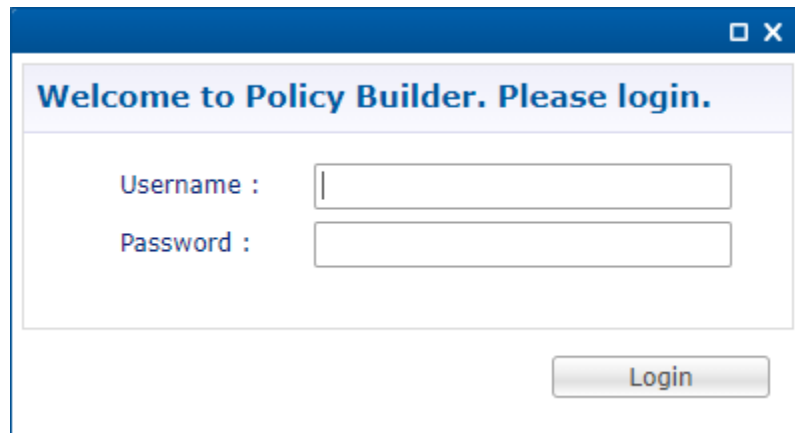 Welcome to Policy Builder. Please login.
Username :
Password :
Login